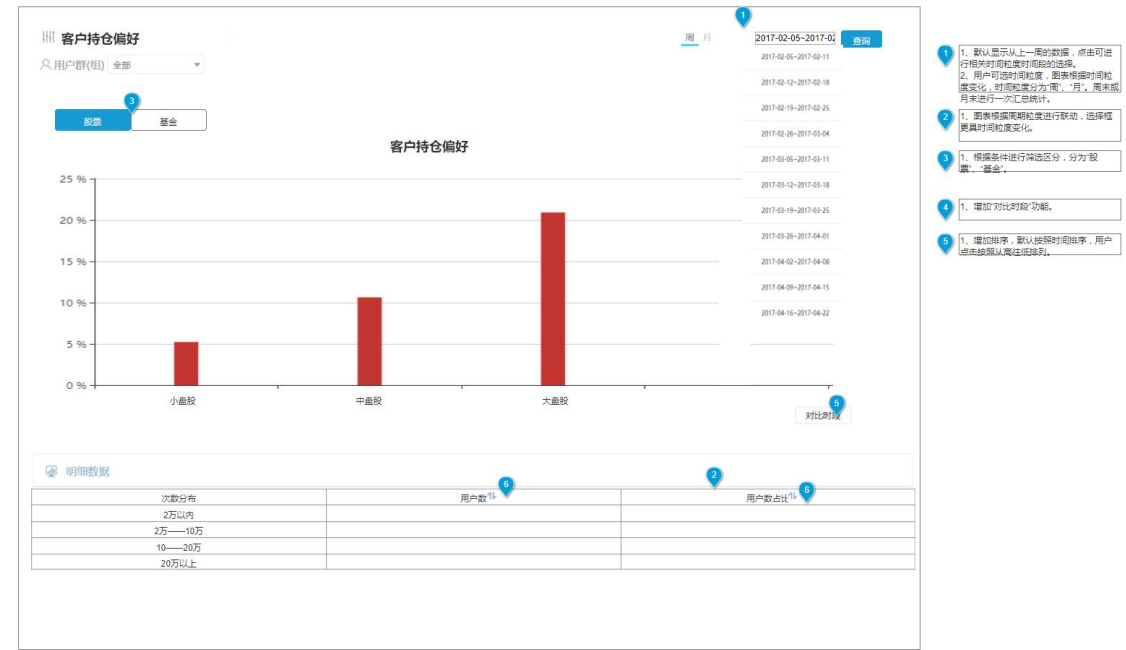 客户持仓偏好
周 月
2017-02-05~2017-02
查询
用户群(组) 全部
2017-02-05~2017-02-11
2017-02-12~2017-02-18
2017-02-19~2017-02-25
2017-02-26~2017-03-04
2017-03-05~2017-03-11
2017-03-12~2017-03-18
2017-03-19~2017-03-25
2017-03-26~2017-04-01
2017-04-02~2017-04-08
2017-04-09~2017-04-15
2017-04-16~2017-04-22
1
3
股票 基金
客户持仓偏好
25 %
20 %
15 %
10 %
5 %
0 %
小盘股 中盘股 大盘股
5
对比时段
明细数据
6 2 6
次数分布 用户数 用户数占比
2万以内
2万——10万
10——20万
20万以上
1
1、默认显示从上一周的数据，点击可进
行相关时间粒度时间段的选择。
2、用户可选时间粒度，图表根据时间粒
度变化，时间粒度分为“周”、“月”。周末或
月末进行一次汇总统计。
2
1、图表根据周期粒度进行联动，选择框
更具时间粒度变化。
3
1、根据条件进行筛选区分，分为“股
票”、“基金”。
4
1、增加“对比时段”功能。
5
1、增加排序，默认按照时间排序，用户
点击按照从高往低排列。